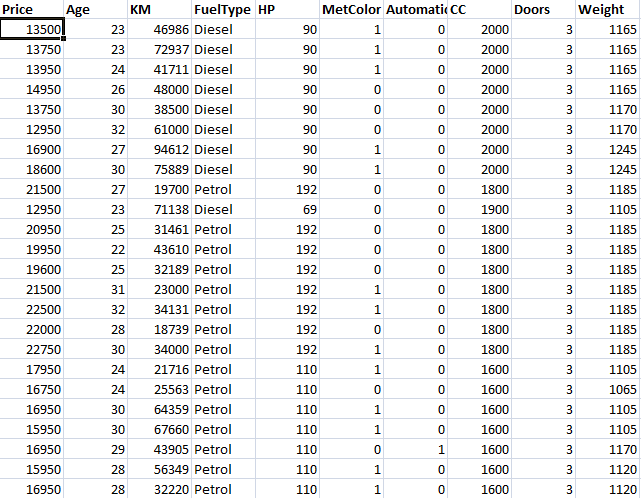 Price Age KM FuelType HP MetColor Automatic CC Doors Weight
13500 23 46986 Diesel 90 1 0 2000 3 1165
13750 23 72937 Diesel 90 1 0 2000 3 1165
13950 24 41711 Diesel 90 1 0 2000 3 1165
14950 26 48000 Diesel 90 0 0 2000 3 1165
13750 30 38500 Diesel 90 0 0 2000 3 1170
12950 32 61000 Diesel 90 0 0 2000 3 1170
16900 27 94612 Diesel 90 1 0 2000 3 1245
18600 30 75889 Diesel 90 1 0 2000 3 1245
21500 27 19700 Petrol 192 0 0 1800 3 1185
12950 23 71138 Diesel 69 0 0 1900 3 1105
20950 25 31461 Petrol 192 0 0 1800 3 1185
19950 22 43610 Petrol 192 0 0 1800 3 1185
19600 25 32189 Petrol 192 0 0 1800 3 1185
21500 31 23000 Petrol 192 1 0 1800 3 1185
22500 32 34131 Petrol 192 1 0 1800 3 1185
22000 28 18739 Petrol 192 0 0 1800 3 1185
22750 30 34000 Petrol 192 1 0 1800 3 1185
17950 24 21716 Petrol 110 1 0 1600 3 1105
16750 24 25563 Petrol 110 0 0 1600 3 1065
16950 30 64359 Petrol 110 1 0 1600 3 1105
15950 30 67660 Petrol 110 1 0 1600 3 1105
16950 29 43905 Petrol 110 0 1 1600 3 1170
15950 28 56349 Petrol 110 1 0 1600 3 1120
16950 28 32220 Petrol 110 1 0 1600 3 1120